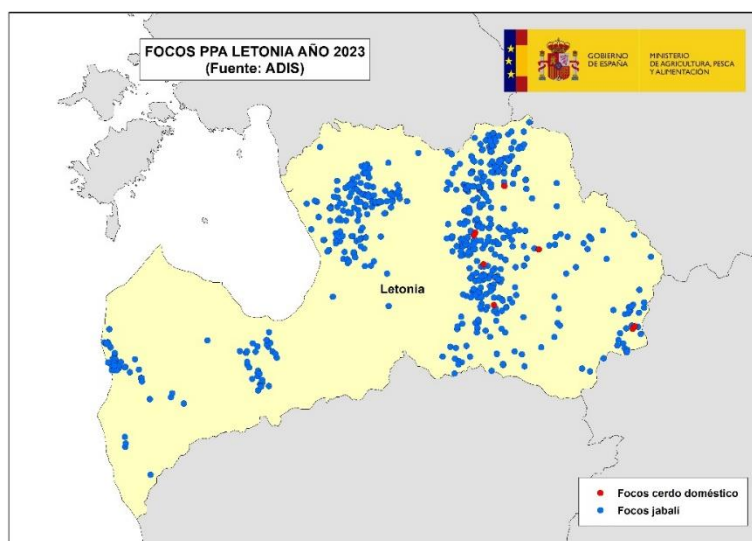 FOCOS PPA LETONIA AÑO 2023
(Fuente: ADIS)
GOBIERNO
DE ESPAÑA
MINISTERIO
DE AGRICULTURA, PESCA
Y ALIMENTACIÓN
Letonia
Focos cerdo doméstico
Focos jabalí